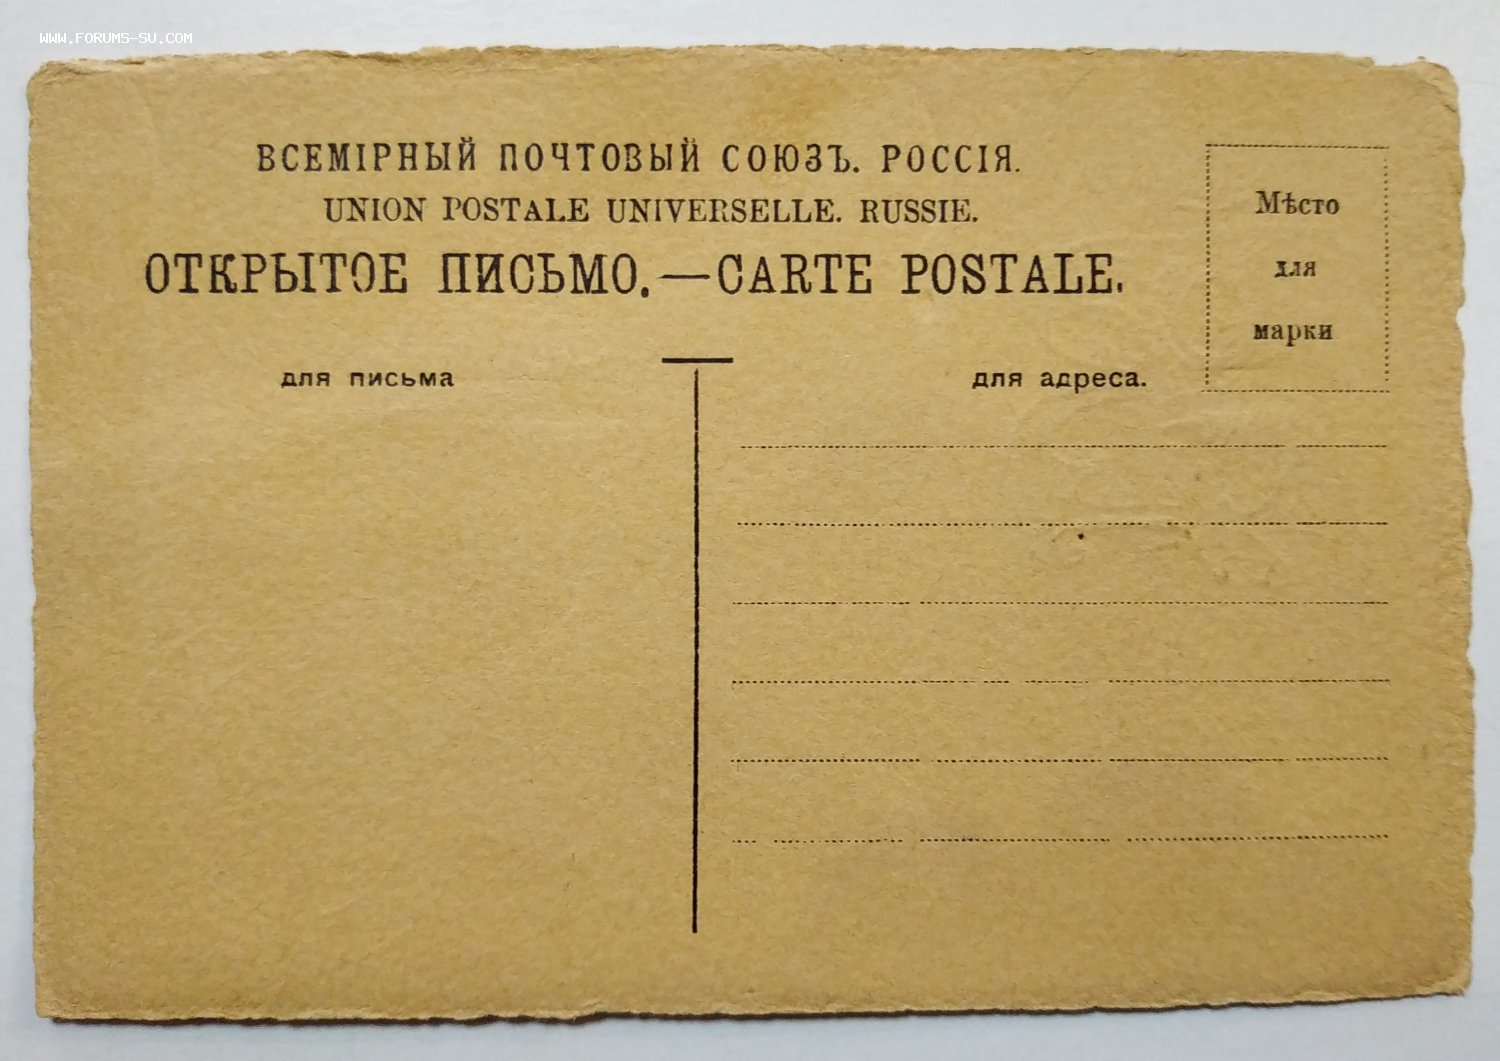 WWW.FORUMS-SU.COM
ВСЕМІРНЫЙ ПОЧТОВЫЙ СОЮЗЪ. РОССІЯ.
UNION POSTALE UNIVERSELLE. RUSSIE.
ОТКРЫТОЕ ПИСЬМО.—CARTE POSTALE.
Мѣсто
для
марки
для письма
для адреса.